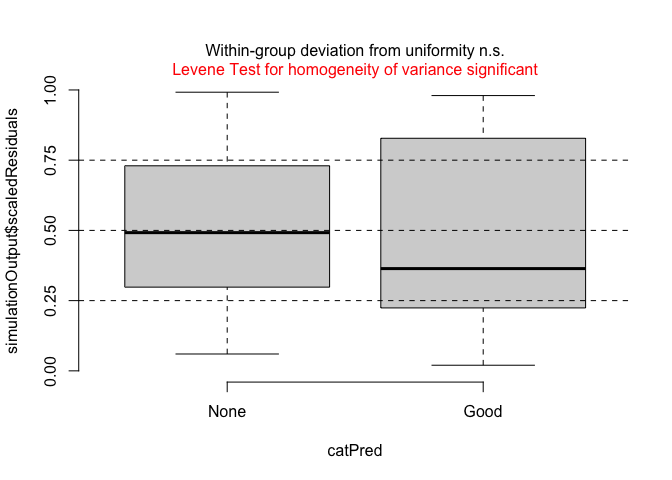 Within-group deviation from uniformity n.s.
Levene Test for homogeneity of variance significant
simulationOutput$scaledResiduals
1.00
0.75
0.50
0.25
0.00
None Good
catPred